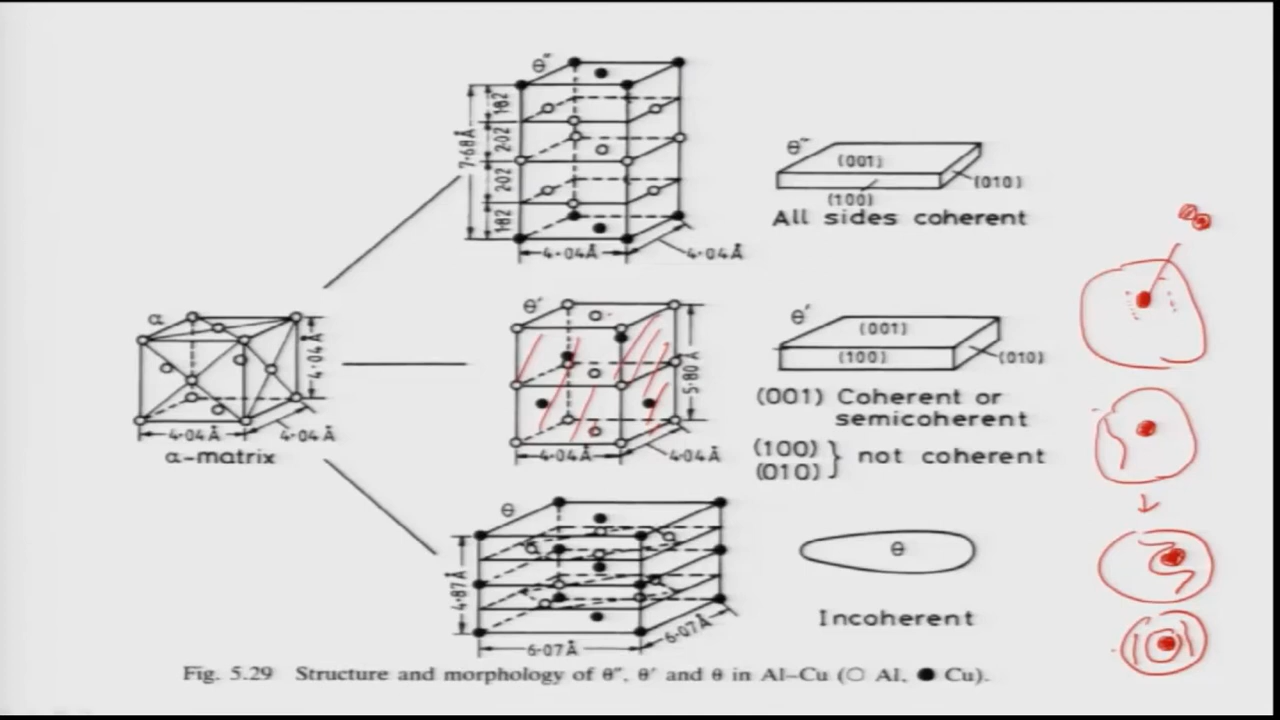 θ"
1·82
2·02
2·02
1·82
7·68Å
4·04Å
4·04Å
θ"
(001)
(010)
(100)
All sides coherent
α
4·04Å
4·04Å
4·04Å
α-matrix
θ'
5·80Å
4·04Å
4·04Å
θ'
(001)
(100)
(010)
(001) Coherent or
semicoherent
(100)
(010)} not coherent
θ
4·87Å
6·07Å
6·07Å
θ
Incoherent
Fig. 5.29 Structure and morphology of θ", θ' and θ in Al–Cu (○ Al, ● Cu).